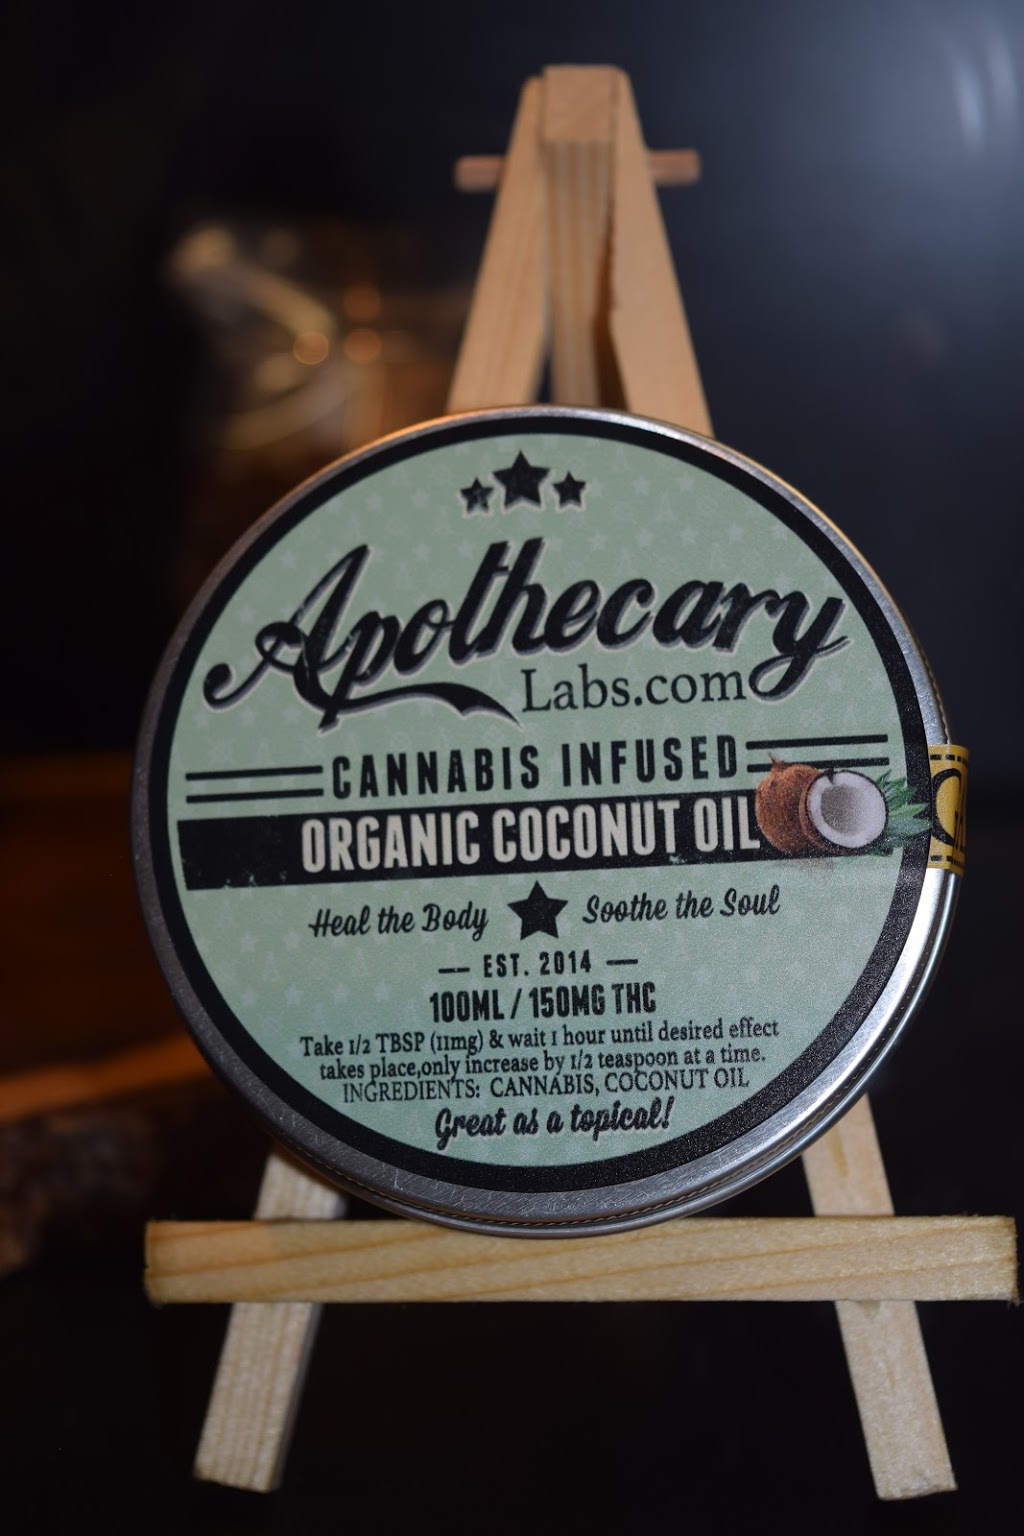 Apothecary
Labs.com
CANNABIS INFUSED
ORGANIC COCONUT OIL
Heal the Body Soothe the Soul
EST. 2014
100ML / 150MG THC
Take 1/2 TBSP (11mg) & wait 1 hour until desired effect
takes place,only increase by 1/2 teaspoon at a time.
INGREDIENTS: CANNABIS, COCONUT OIL
Great as a topical!